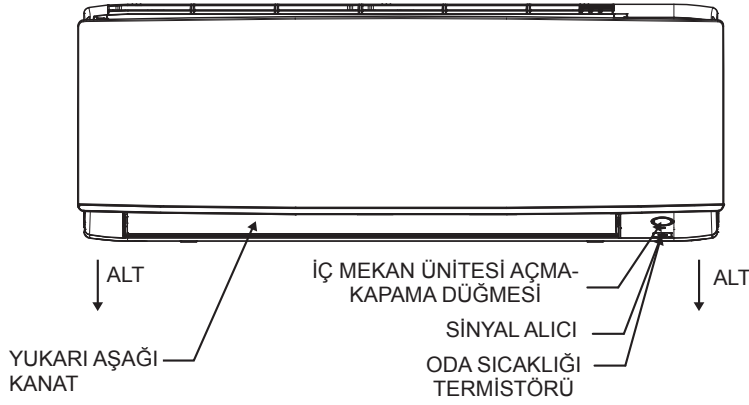 ALT
İÇ MEKAN ÜNİTESİ AÇMA-
KAPAMA DÜĞMESİ
ALT
SİNYAL ALICI
YUKARI AŞAĞI
KANAT
ODA SICAKLIĞI
TERMİSTÖRÜ